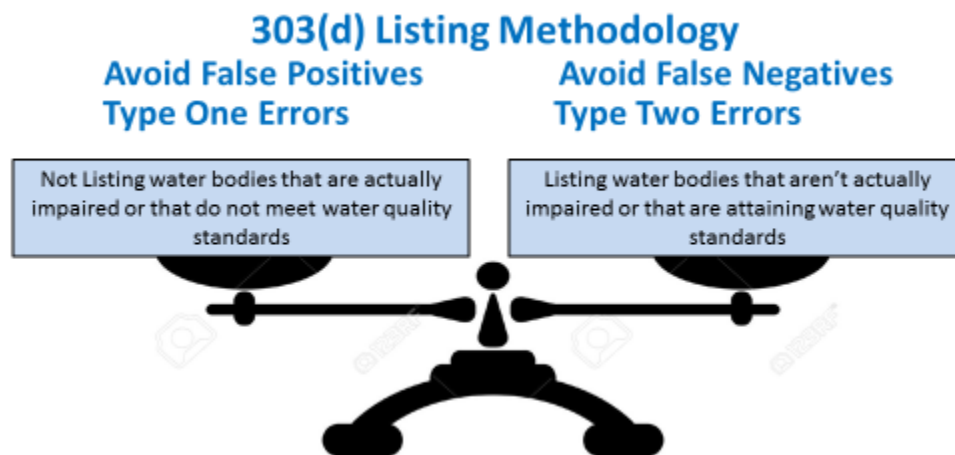 303(d) Listing Methodology
Avoid False Positives
Type One Errors
Avoid False Negatives
Type Two Errors
Not Listing water bodies that are actually
impaired or that do not meet water quality
standards
Listing water bodies that aren't actually
impaired or that are attaining water quality
standards
123RF
123RF